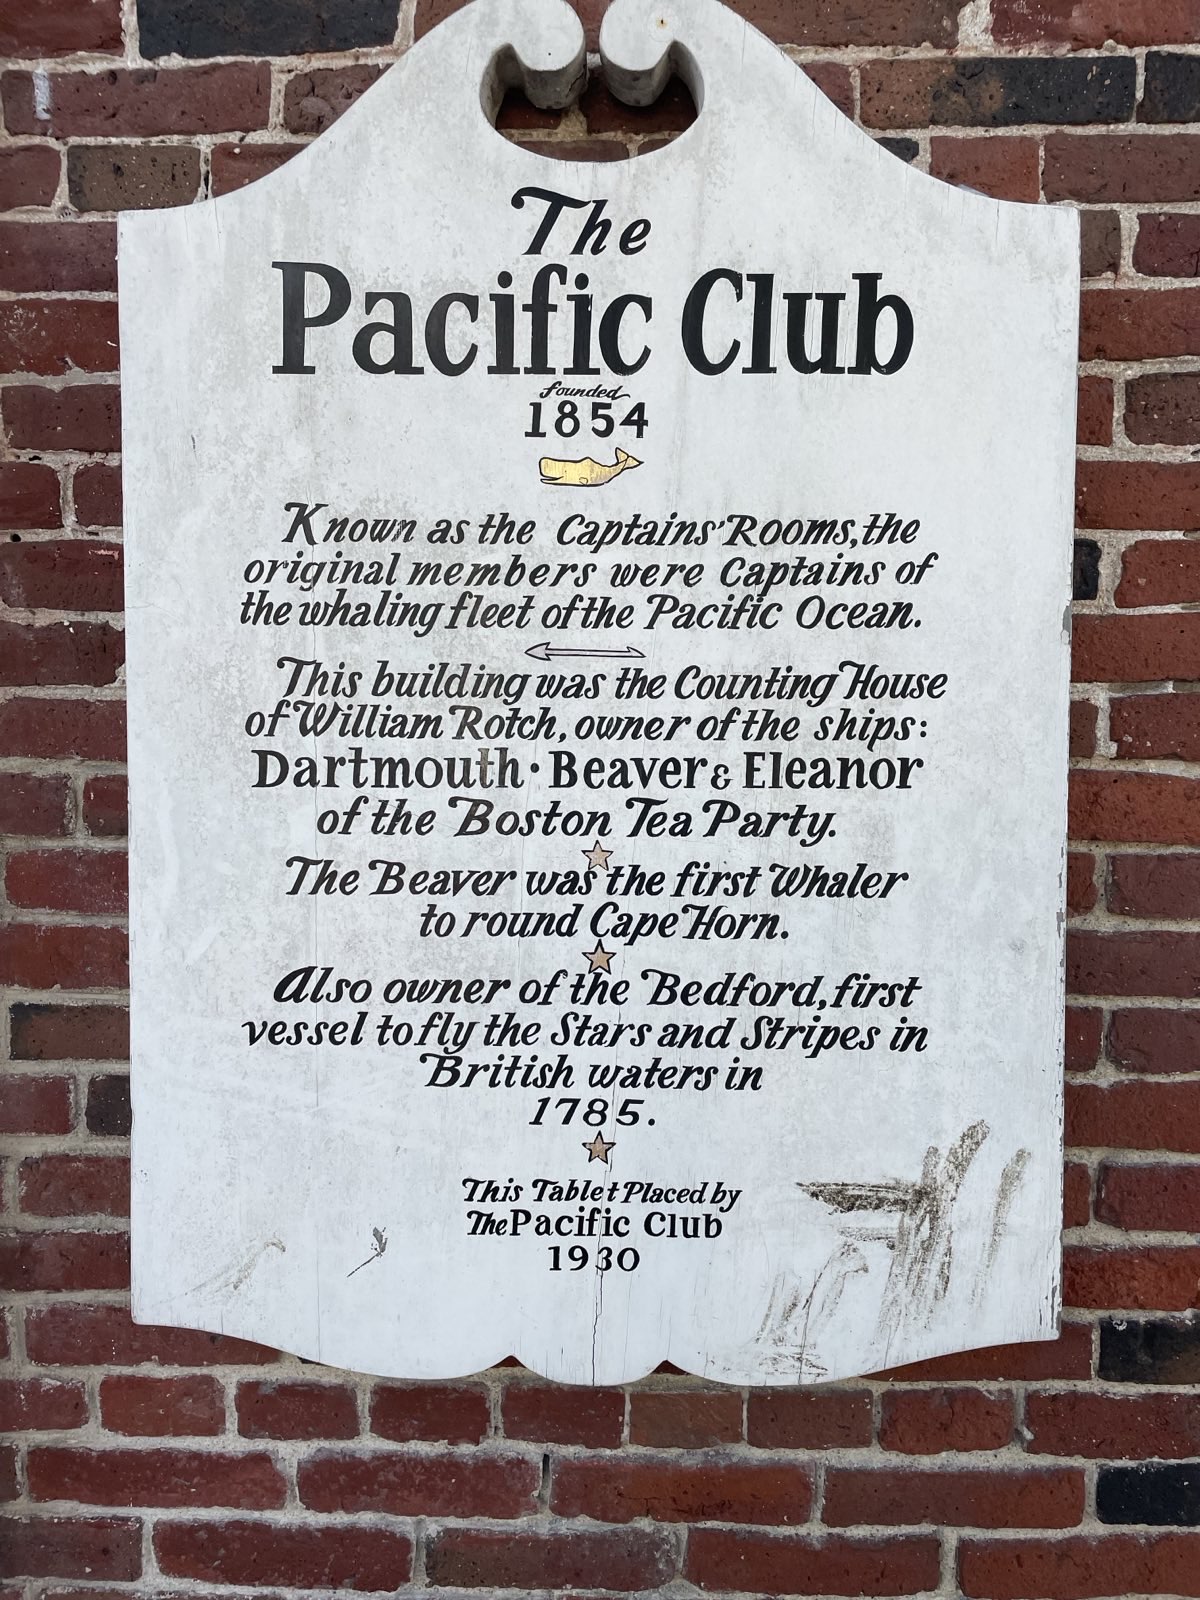 The
Pacific Club
founded
1854
Known as the Captains' Rooms, the
original members were Captains of
the whaling fleet of the Pacific Ocean.
This building was the Counting House
of William Rotch, owner of the ships:
Dartmouth · Beaver & Eleanor
of the Boston Tea Party.
The Beaver was the first Whaler
to round Cape Horn.
Also owner of the Bedford, first
vessel to fly the Stars and Stripes in
British waters in
1785.
This Tablet Placed by
The Pacific Club
1930